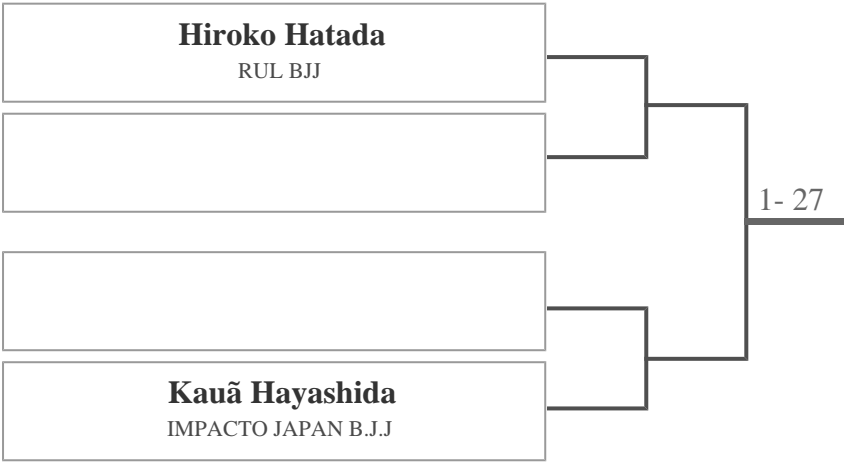 Hiroko Hatada
RUL BJJ
1- 27
Kauã Hayashida
IMPACTO JAPAN B.J.J